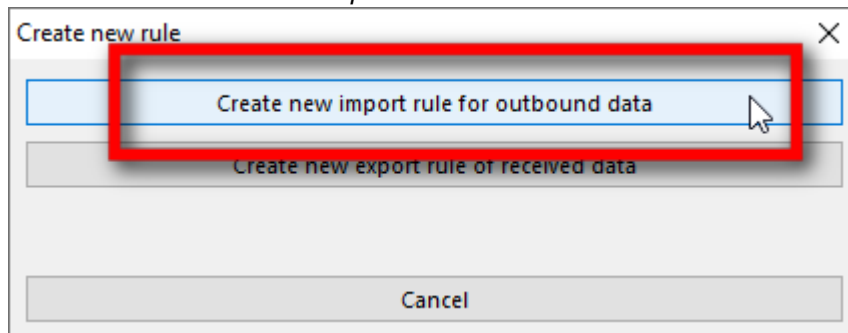 Create new rule
Create new import rule for outbound data
Create new export rule of received data
Cancel